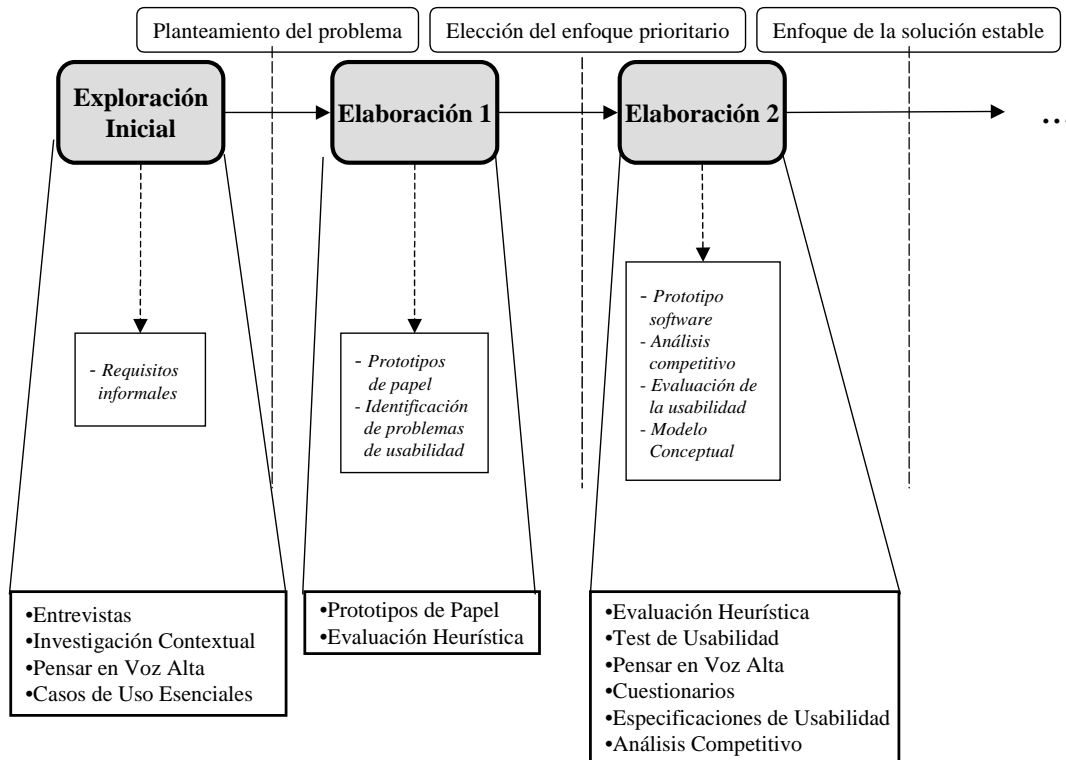 Planteamiento del problema
Elección del enfoque prioritario
Enfoque de la solución estable
Exploración
Inicial
Elaboración 1
Elaboración 2
...
- Requisitos
informales
- Prototipos
de papel
- Identificación
de problemas
de usabilidad
- Prototipo
software
- Análisis
competitivo
- Evaluación de
la usabilidad
- Modelo
Conceptual
•Entrevistas
•Investigación Contextual
•Pensar en Voz Alta
•Casos de Uso Esenciales
•Prototipos de Papel
•Evaluación Heurística
•Evaluación Heurística
•Test de Usabilidad
•Pensar en Voz Alta
•Cuestionarios
•Especificaciones de Usabilidad
•Análisis Competitivo